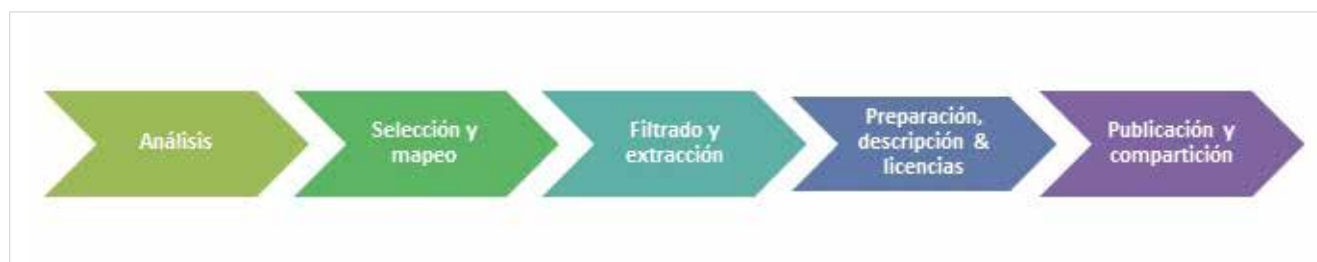 Análisis
Selección y
mapeo
Filtrado y
extracción
Preparación,
descripción &
licencias
Publicación y
compartición